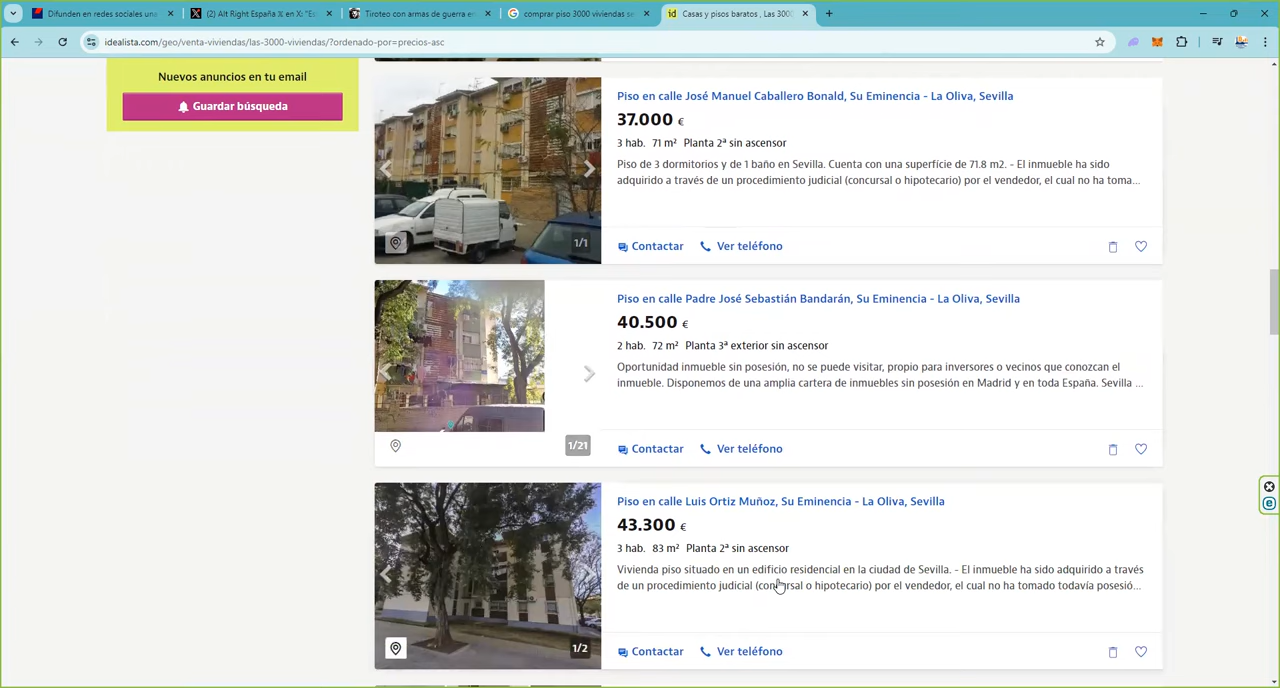 Difunden en redes sociales una
(2) Alt Right España en X: "Es
Tiroteo con armas de guerra en
comprar piso 3000 viviendas se
Casas y pisos baratos , Las 300
idealista.com/geo/venta-viviendas/las-3000-viviendas/?ordenado-por=precios-asc
Nuevos anuncios en tu email
Guardar búsqueda
Piso en calle José Manuel Caballero Bonald, Su Eminencia - La Oliva, Sevilla
37.000 €
3 hab. 71 m² Planta 2ª sin ascensor
Piso de 3 dormitorios y de 1 baño en Sevilla. Cuenta con una superfície de 71.8 m2. - El inmueble ha sido
adquirido a través de un procedimiento judicial (concursal o hipotecario) por el vendedor, el cual no ha toma...
1/1
Contactar Ver teléfono
Piso en calle Padre José Sebastián Bandarán, Su Eminencia - La Oliva, Sevilla
40.500 €
2 hab. 72 m² Planta 3ª exterior sin ascensor
Oportunidad inmueble sin posesión, no se puede visitar, propio para inversores o vecinos que conozcan el
inmueble. Disponemos de una amplia cartera de inmuebles sin posesión en Madrid y en toda España. Sevilla ...
1/21
Contactar Ver teléfono
Piso en calle Luis Ortiz Muñoz, Su Eminencia - La Oliva, Sevilla
43.300 €
3 hab. 83 m² Planta 2ª sin ascensor
Vivienda piso situado en un edificio residencial en la ciudad de Sevilla. - El inmueble ha sido adquirido a través
de un procedimiento judicial (concursal o hipotecario) por el vendedor, el cual no ha tomado todavía posesió...
1/2
Contactar Ver teléfono